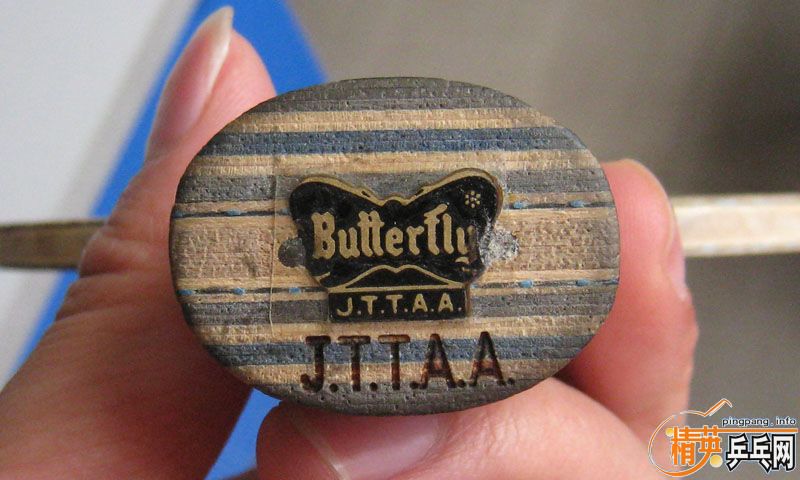 Butterfly
J.T.T.A.A.
J.T.T.A.A.
pingpang.info
精英乒乓网